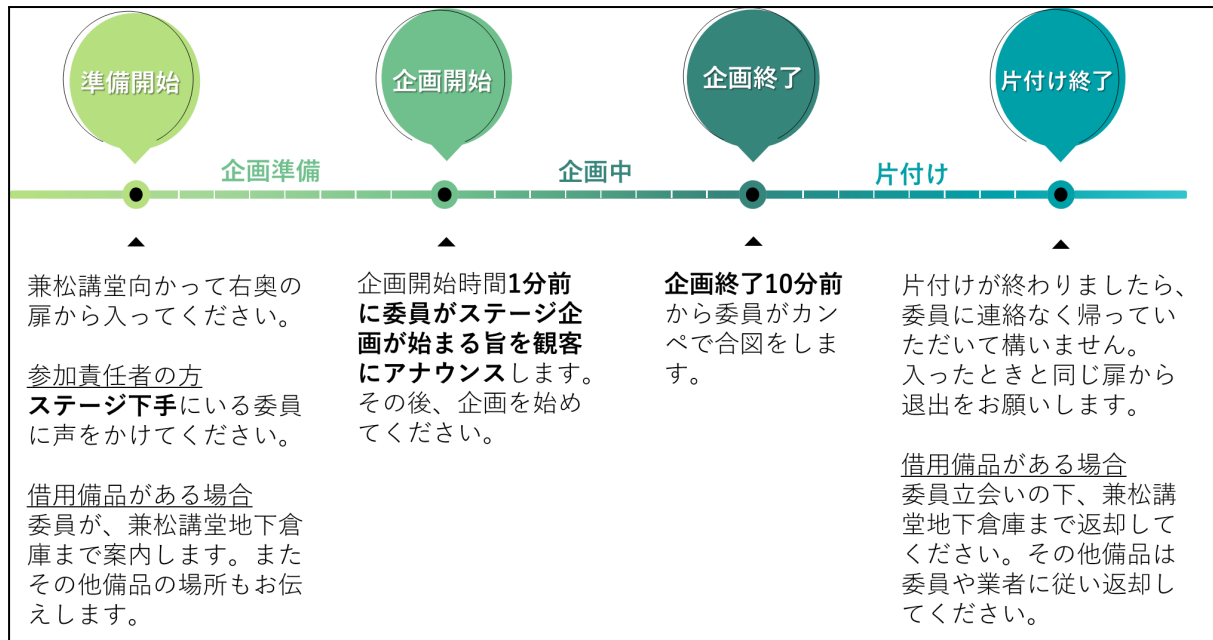 準備開始
企画開始
企画終了
片付け終了
企画準備
企画中
片付け
兼松講堂向かって右奥の
扉から入ってください。
参加責任者の方
ステージ下手にいる委員
に声をかけてください。
借用備品がある場合
委員が、兼松講堂地下倉
庫まで案内します。また
その他備品の場所もお伝
えします。
企画開始時間1分前
に委員がステージ企
画が始まる旨を観客
にアナウンスします。
その後、企画を始め
てください。
企画終了10分前
から委員がカン
ペで合図をしま
す。
片付けが終わりましたら、
委員に連絡なく帰ってい
ただいて構いません。
入ったときと同じ扉から
退出をお願いします。
借用備品がある場合
委員立会いの下、兼松講
堂地下倉庫まで返却して
ください。その他備品は
委員や業者に従い返却し
てください。